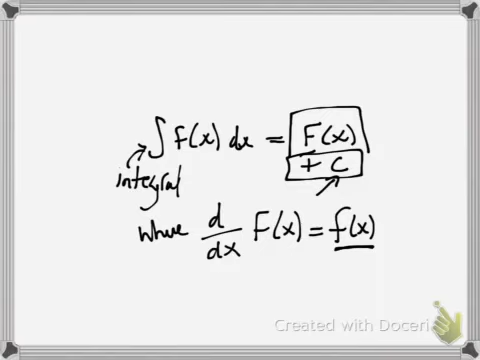 ∫ f(x) dx = F(x)
+ C
integral
where d/dx F(x) = f(x)
Created with Doceri